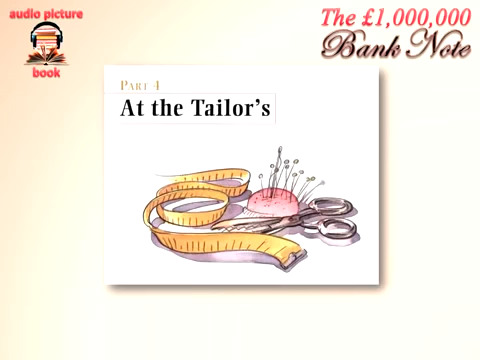 audio picture
book
The £1,000,000
Bank Note
PART 4
At the Tailor's